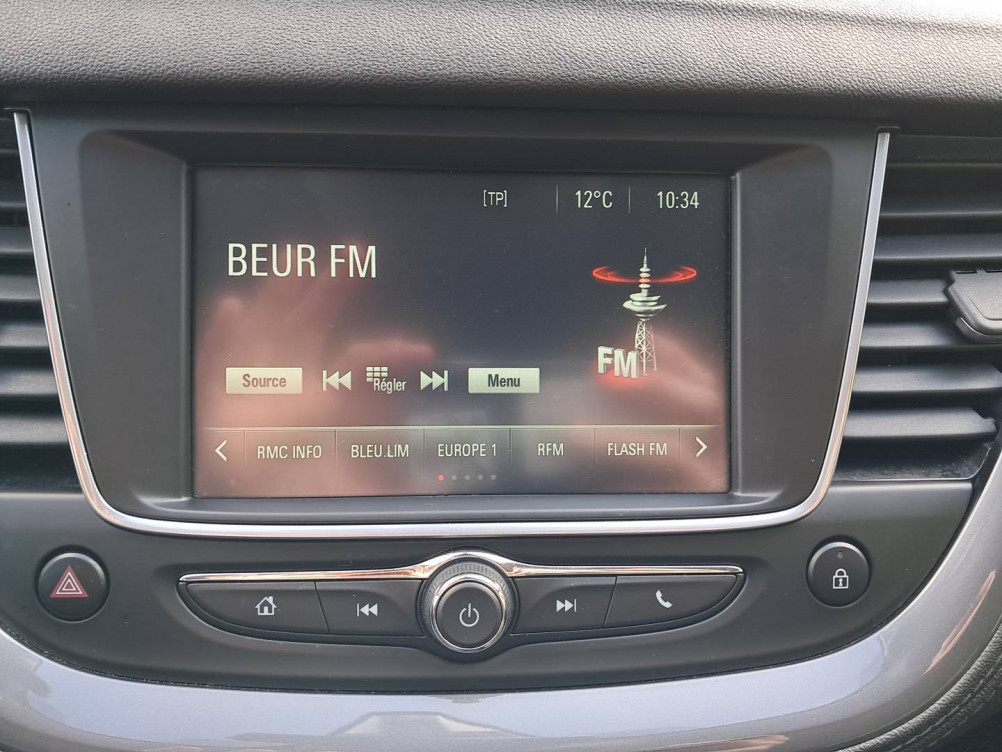 [TP] 12°C 10:34
BEUR FM
FM
Source Régler Menu
RMC INFO BLEU.LIM EUROPE 1 RFM FLASH FM